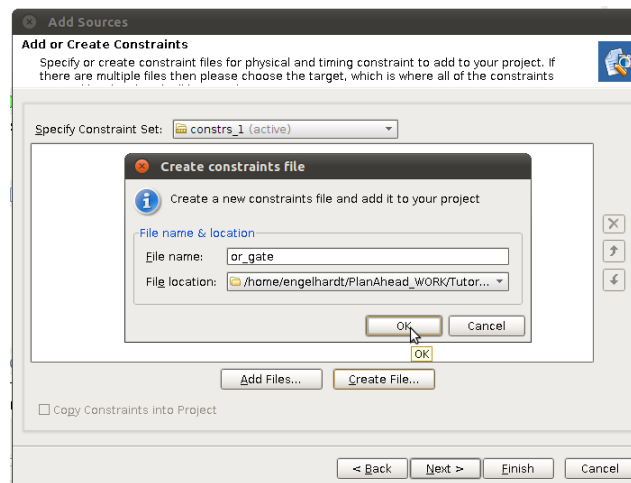 Add Sources
Add or Create Constraints
Specify or create constraint files for physical and timing constraint to add to your project. If
there are multiple files then please choose the target, which is where all of the constraints
Specify Constraint Set: constrs_1 (active)
Create constraints file
Create a new constraints file and add it to your project
File name & location
File name: or_gate
File location: /home/engelhardt/PlanAhead_WORK/Tutor...
OK Cancel
OK
Add Files... Create File...
Copy Constraints into Project
< Back Next > Finish Cancel